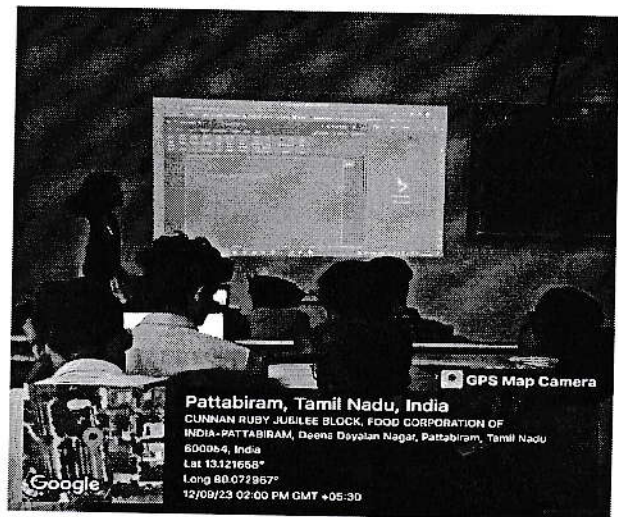 GPS Map Camera
Pattabiram, Tamil Nadu, India
CUNNAN RUBY JUBILEE BLOCK, FOOD CORPORATION OF
INDIA-PATTABIRAM, Deena Dayalan Nagar, Pattabiram, Tamil Nadu
600064, India
Lat 13.121658°
Long 80.072967°
12/09/23 02:00 PM GMT +05:30
Google